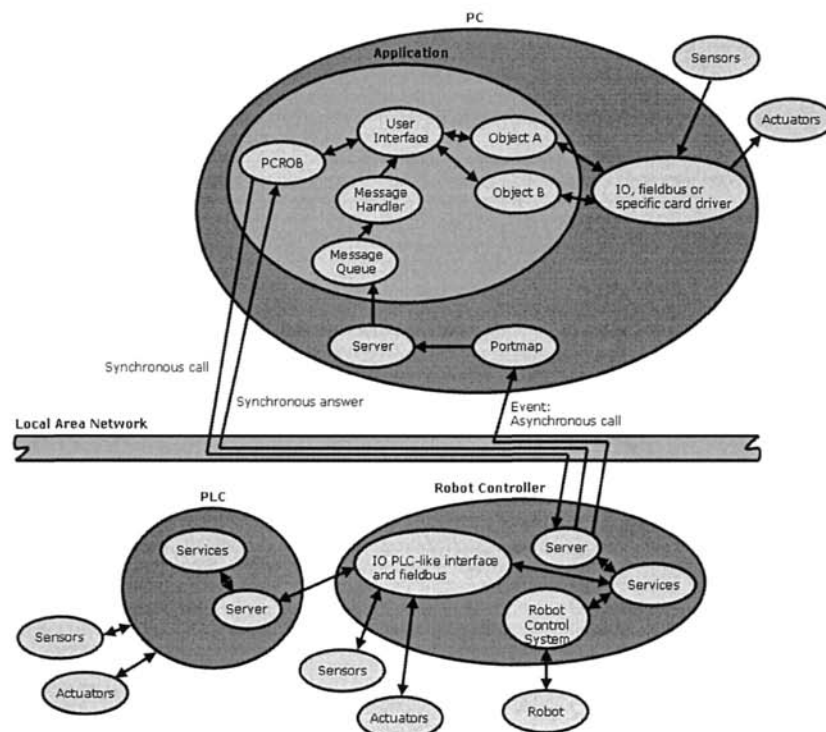 PC
Application
Sensors
Actuators
User
Interface
Object A
PCROB
IO, fieldbus or
specific card driver
Message
Handler
Object B
Message
Queue
Server
Portmap
Synchronous call
Synchronous answer
Event:
Asynchronous call
Local Area Network
PLC
Robot Controller
Services
Server
IO PLC-like interface
and fieldbus
Server
Services
Robot
Control
System
Sensors
Actuators
Sensors
Actuators
Robot